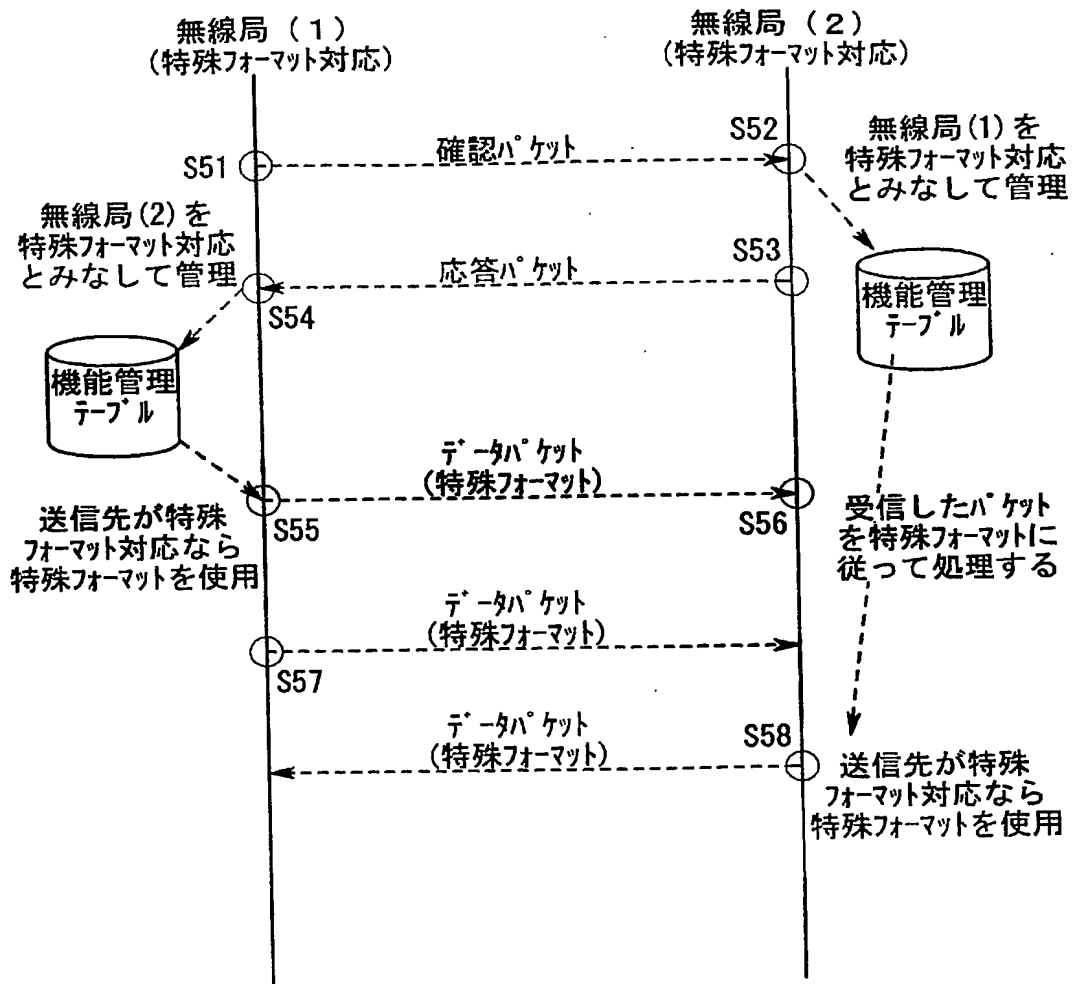 無線局(1)
(特殊フォーマット対応)
無線局(2)
(特殊フォーマット対応)
S51
確認パケット
S52
無線局(1)を
特殊フォーマット対応
とみなして管理
無線局(2)を
特殊フォーマット対応
とみなして管理
応答パケット
S53
S54
機能管理
テーブル
機能管理
テーブル
データパケット
(特殊フォーマット)
S55
S56
送信先が特殊
フォーマット対応なら
特殊フォーマットを使用
受信したパケット
を特殊フォーマットに
従って処理する
データパケット
(特殊フォーマット)
S57
データパケット
(特殊フォーマット)
S58
送信先が特殊
フォーマット対応なら
特殊フォーマットを使用